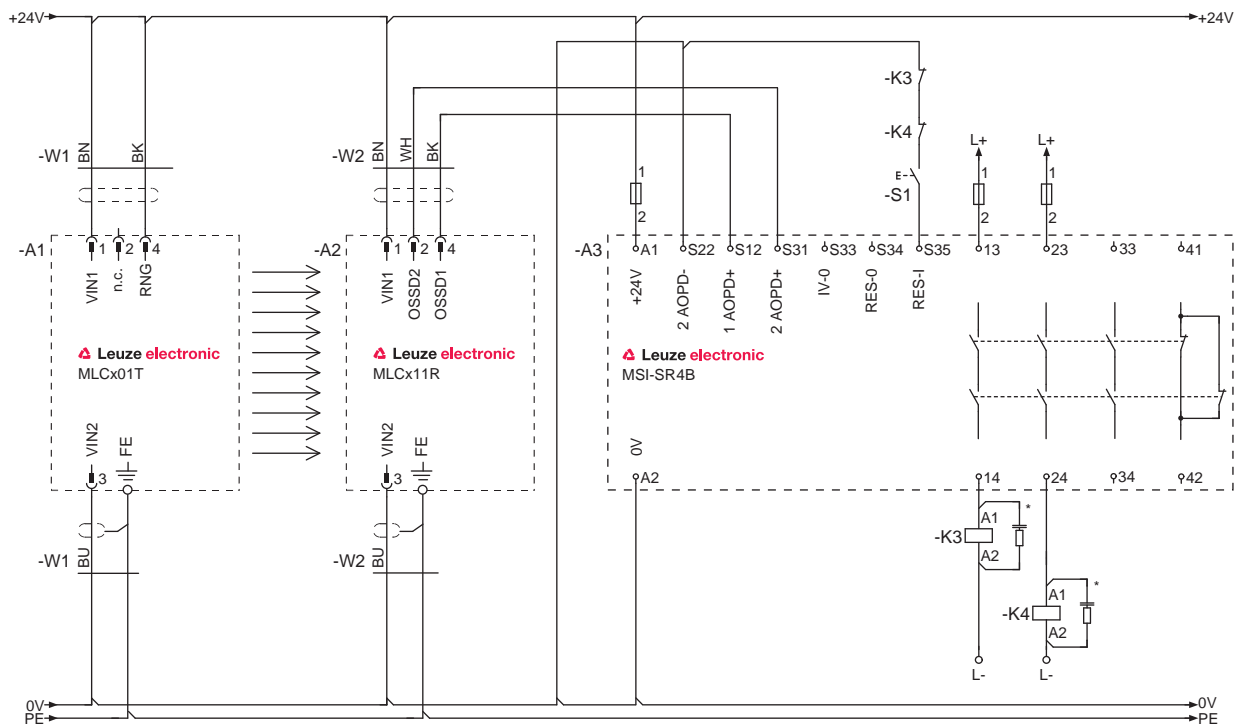 +24V
+24V
-K3
-K4
-S1
E
L+
L+
-W1
BN
BK
-W2
BN
WH
BK
1
2
1
2
1
2
-A1
1
2
4
-A2
1
2
4
-A3
A1
S22
S12
S31
S33
S34
S35
13
23
33
41
VIN1
n.c.
RNG
VIN1
OSSD2
OSSD1
+24V
2 AOPD-
1 AOPD+
2 AOPD+
IV-0
RES-0
RES-I
Leuze electronic
MLCx01T
Leuze electronic
MLCx11R
Leuze electronic
MSI-SR4B
VIN2
FE
VIN2
FE
0V
3
3
A2
14
24
34
42
-W1
BU
-W2
BU
-K3
A1
A2
*
-K4
A1
A2
*
L-
L-
0V
0V
PE
PE